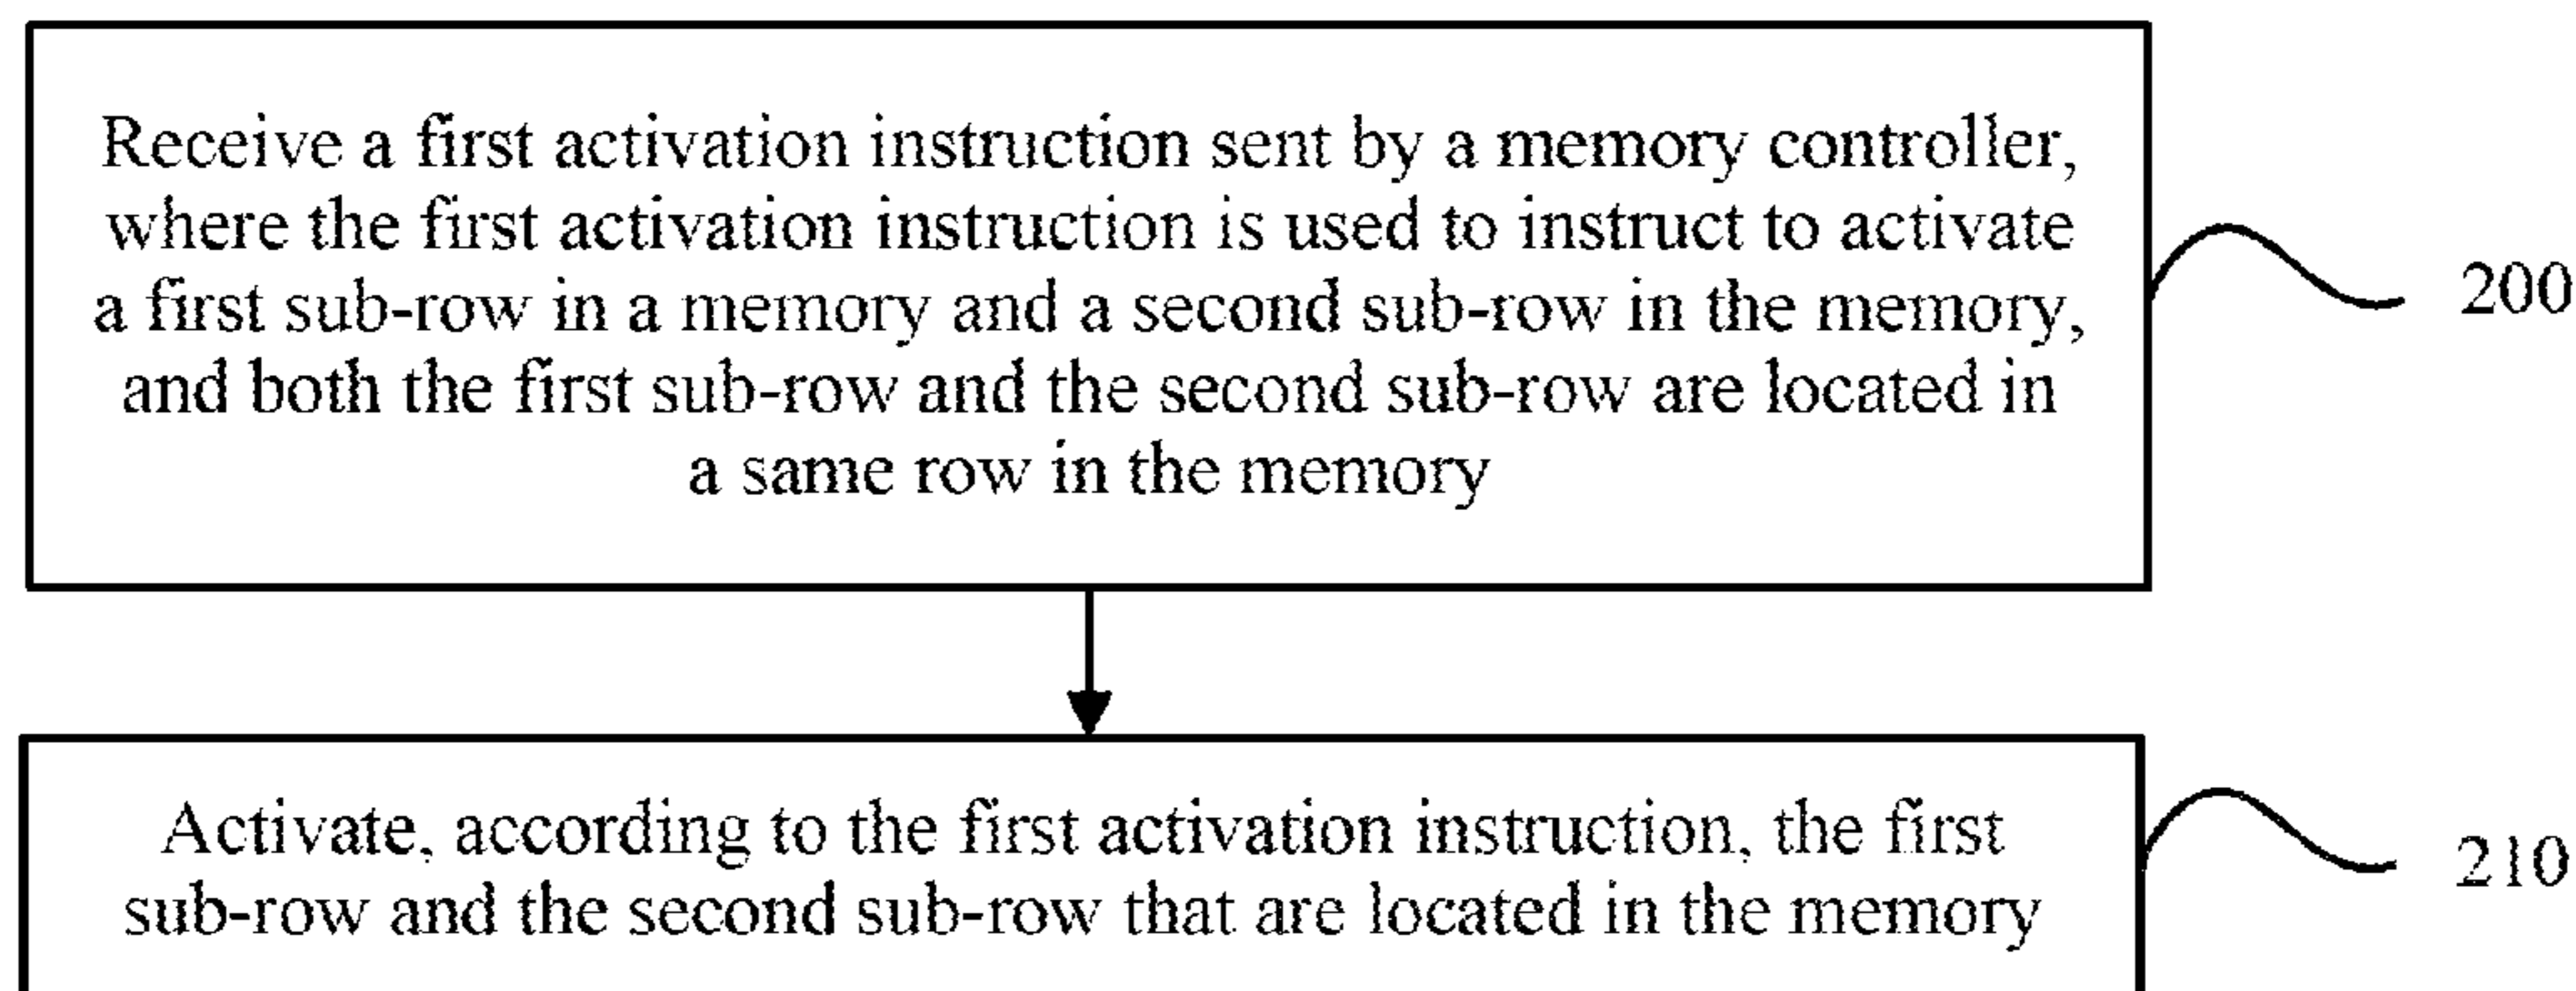 Receive a first activation instruction sent by a memory controller,
where the first activation instruction is used to instruct to activate
a first sub-row in a memory and a second sub-row in the memory,
and both the first sub-row and the second sub-row are located in
a same row in the memory
200
Activate, according to the first activation instruction, the first
sub-row and the second sub-row that are located in the memory
210